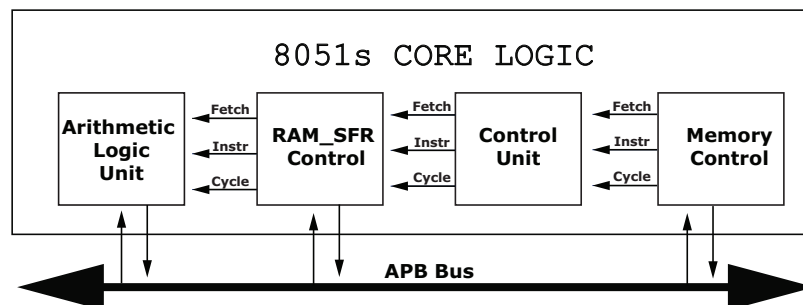 8051s CORE LOGIC
Arithmetic
Logic
Unit
Fetch
Instr
Cycle
RAM_SFR
Control
Fetch
Instr
Cycle
Control
Unit
Fetch
Instr
Cycle
Memory
Control
APB Bus